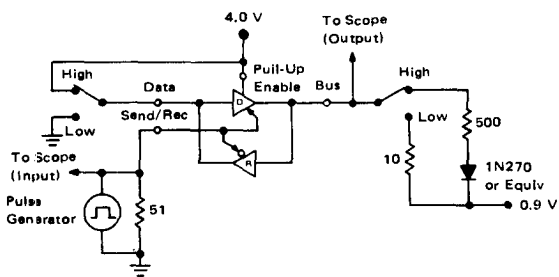 4.0 V
To Scope
(Output)
High
Data
Puil-Up
Enable
Bus
High
Low
Send/Rec
D
R
Low
To Scope
(Input)
Pulse
Generator
51
10
500
1N270
or Equiv
0.9 V